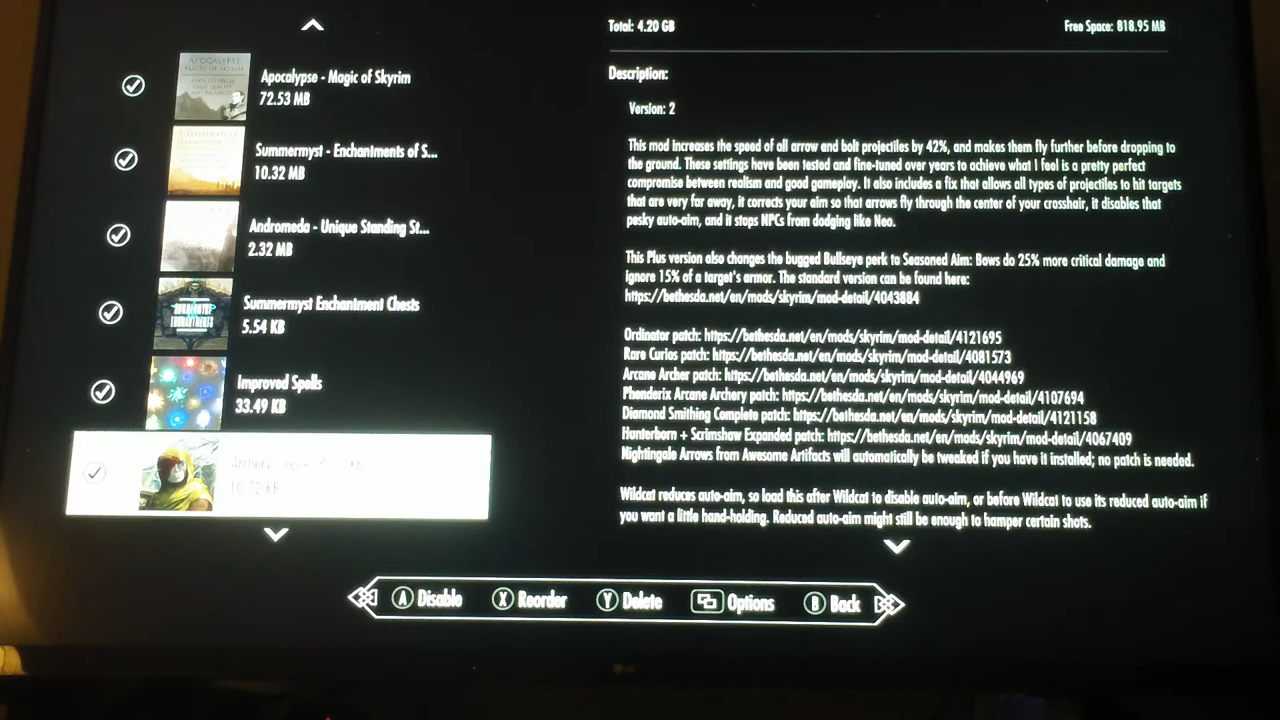 Total: 4.20 GB
Free Space: 818.95 MB
APOCALYPSE
MAGIC OF SKYRIM
Apocalypse - Magic of Skyrim
72.53 MB
Summermyst - Enchantments of S...
10.32 MB
Andromeda - Unique Standing St...
2.32 MB
Summermyst Enchantment Chests
5.54 KB
Improved Spells
33.49 KB
Archery
KB
Description:
Version: 2
This mod increases the speed of all arrow and bolt projectiles by 42%, and makes them fly further before dropping to
the ground. These settings have been tested and fine-tuned over years to achieve what I feel is a pretty perfect
compromise between realism and good gameplay. It also includes a fix that allows all types of projectiles to hit targets
that are very far away, it corrects your aim so that arrows fly through the center of your crosshair, it disables that
pesky auto-aim, and it stops NPCs from dodging like Neo.
This Plus version also changes the bugged Bullseye perk to Seasoned Aim: Bows do 25% more critical damage and
ignore 15% of a target's armor. The standard version can be found here:
https://bethesda.net/en/mods/skyrim/mod-detail/4043884
Ordinator patch: https://bethesda.net/en/mods/skyrim/mod-detail/4121695
Rare Curios patch: https://bethesda.net/en/mods/skyrim/mod-detail/4081573
Arcane Archer patch: https://bethesda.net/en/mods/skyrim/mod-detail/4044969
Phenderix Arcane Archery patch: https://bethesda.net/en/mods/skyrim/mod-detail/4107694
Diamond Smithing Complete patch: https://bethesda.net/en/mods/skyrim/mod-detail/4121158
Hunterborn + Scrimshaw Expanded patch: https://bethesda.net/en/mods/skyrim/mod-detail/4067409
Nightingale Arrows from Awesome Artifacts will automatically be tweaked if you have it installed; no patch is needed.
Wildcat reduces auto-aim, so load this after Wildcat to disable auto-aim, or before Wildcat to use its reduced auto-aim if
you want a little hand-holding. Reduced auto-aim might still be enough to hamper certain shots.
A Disable X Reorder Y Delete Options B Back